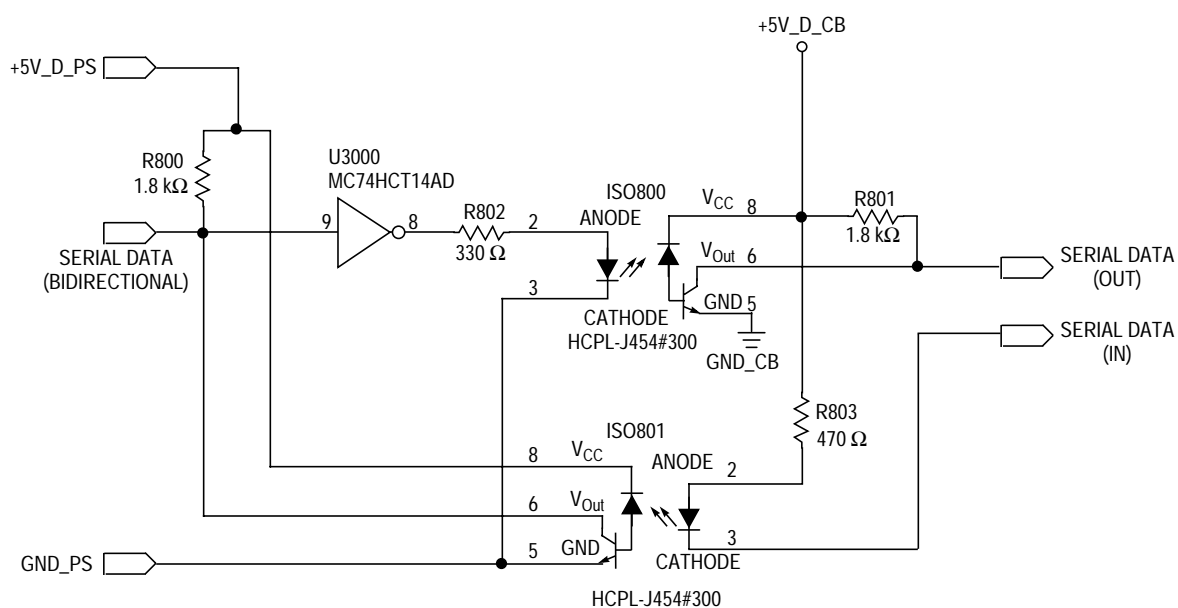 +5V_D_CB
+5V_D_PS
R800
1.8 kΩ
U3000
MC74HCT14AD
9
8
R802
330 Ω
2
ISO800
ANODE
VCC
8
R801
1.8 kΩ
SERIAL DATA
(BIDIRECTIONAL)
VOut
6
SERIAL DATA
(OUT)
3
GND
5
CATHODE
HCPL-J454#300
GND_CB
SERIAL DATA
(IN)
R803
470 Ω
ISO801
8
VCC
ANODE
2
6
VOut
3
GND_PS
5
GND
CATHODE
HCPL-J454#300